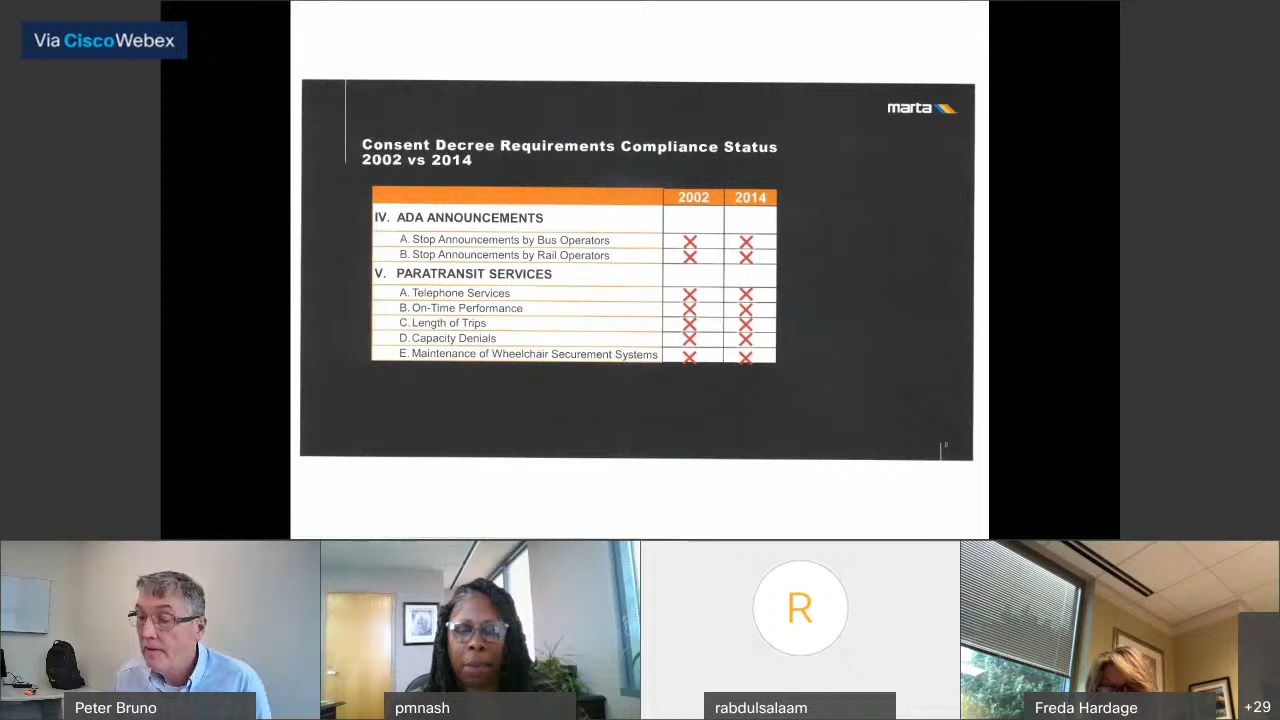 Via CiscoWebex
marta
Consent Decree Requirements Compliance Status
2002 vs 2014
2002 2014
IV. ADA ANNOUNCEMENTS
A. Stop Announcements by Bus Operators
B. Stop Announcements by Rail Operators
V. PARATRANSIT SERVICES
A. Telephone Services
B. On-Time Performance
C. Length of Trips
D. Capacity Denials
E. Maintenance of Wheelchair Securement Systems
8
R
Peter Bruno
pmnash
rabdulsalaam
Freda Hardage
+29